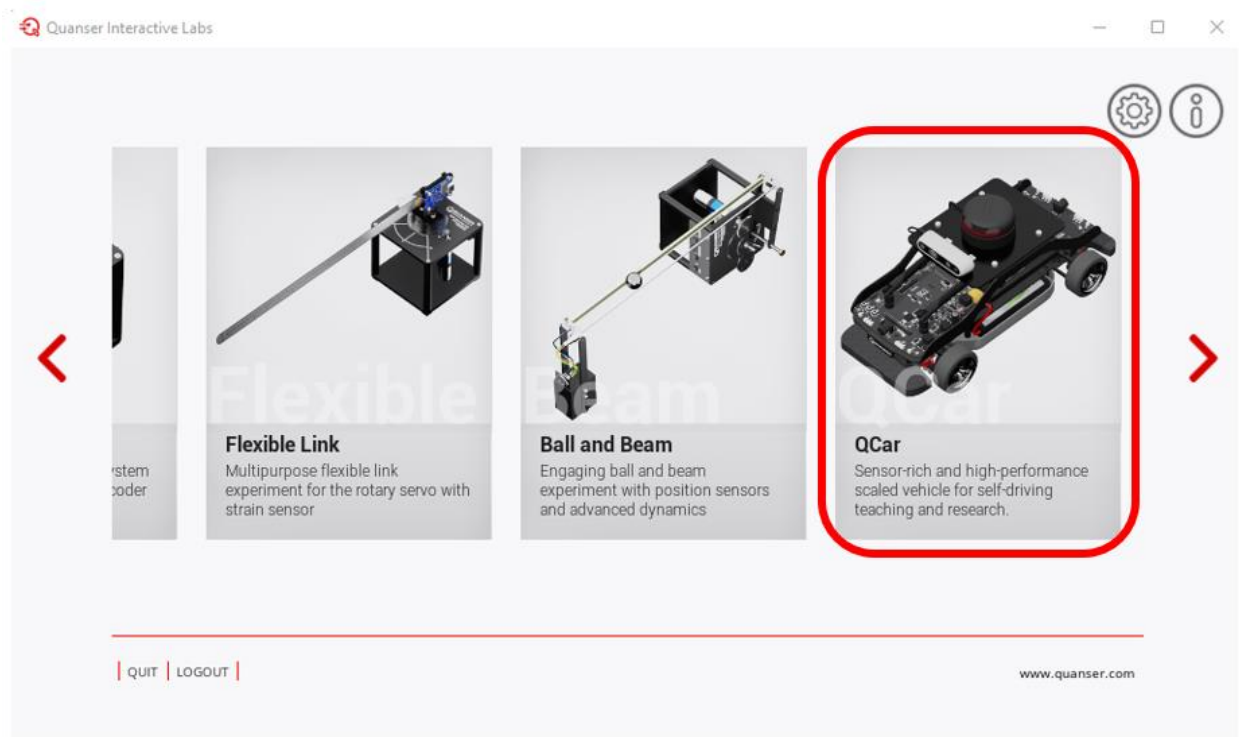 Quanser Interactive Labs
Flexible
Beam
QCar
Flexible Link
Multipurpose flexible link
experiment for the rotary servo with
strain sensor
Ball and Beam
Engaging ball and beam
experiment with position sensors
and advanced dynamics
QCar
Sensor-rich and high-performance
scaled vehicle for self-driving
teaching and research.
QUIT LOGOUT
www.quanser.com